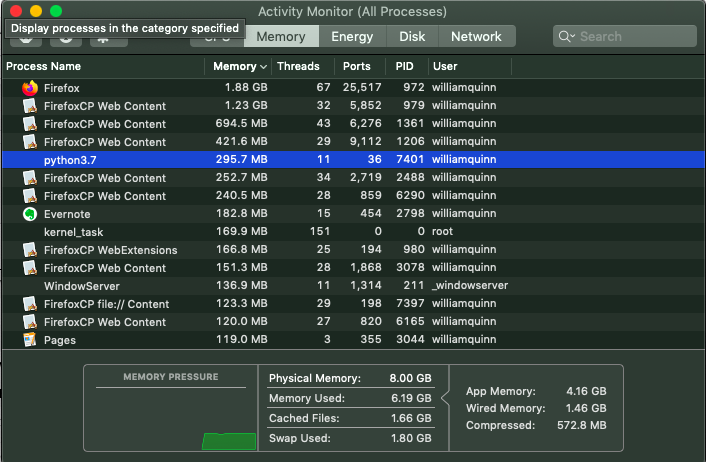 Activity Monitor (All Processes)
Display processes in the category specified
Memory Energy Disk Network Search
Process Name Memory Threads Ports PID User
Firefox 1.88 GB 67 25,517 972 williamquinn
FirefoxCP Web Content 1.23 GB 32 5,852 979 williamquinn
FirefoxCP Web Content 694.5 MB 43 6,276 1361 williamquinn
FirefoxCP Web Content 421.6 MB 29 9,112 1206 williamquinn
python3.7 295.7 MB 11 36 7401 williamquinn
FirefoxCP Web Content 252.7 MB 34 2,719 2488 williamquinn
FirefoxCP Web Content 240.5 MB 28 859 6290 williamquinn
Evernote 182.8 MB 15 454 2798 williamquinn
kernel_task 169.9 MB 151 0 0 root
FirefoxCP WebExtensions 166.8 MB 25 194 980 williamquinn
FirefoxCP Web Content 151.3 MB 28 1,868 3078 williamquinn
WindowServer 136.9 MB 11 1,314 211 _windowserver
FirefoxCP file:// Content 123.3 MB 29 198 7397 williamquinn
FirefoxCP Web Content 120.0 MB 27 820 6165 williamquinn
Pages 119.0 MB 3 355 3044 williamquinn
MEMORY PRESSURE
Physical Memory: 8.00 GB
Memory Used: 6.19 GB
Cached Files: 1.66 GB
Swap Used: 1.80 GB
App Memory: 4.16 GB
Wired Memory: 1.46 GB
Compressed: 572.8 MB